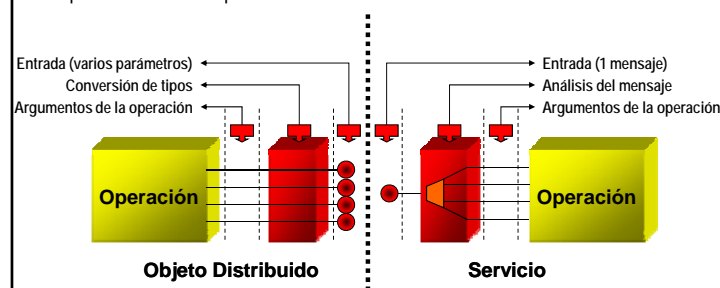 Entrada (varios parámetros)
Conversión de tipos
Argumentos de la operación
Entrada (1 mensaje)
Análisis del mensaje
Argumentos de la operación
Operación
Operación
Objeto Distribuido
Servicio